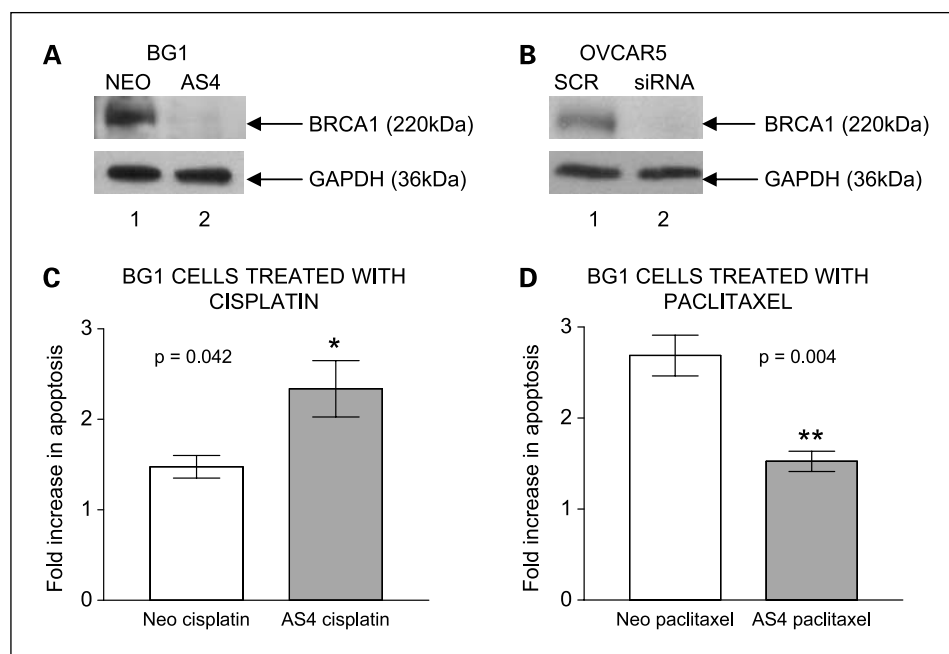 A
BG1
NEO AS4
BRCA1 (220kDa)
GAPDH (36kDa)
1 2
B
OVCAR5
SCR siRNA
BRCA1 (220kDa)
GAPDH (36kDa)
1 2
C
BG1 CELLS TREATED WITH
CISPLATIN
Fold increase in apoptosis
3
2
1
0
p = 0.042
*
Neo cisplatin AS4 cisplatin
D
BG1 CELLS TREATED WITH
PACLITAXEL
Fold increase in apoptosis
3
2
1
0
p = 0.004
**
Neo paclitaxel AS4 paclitaxel